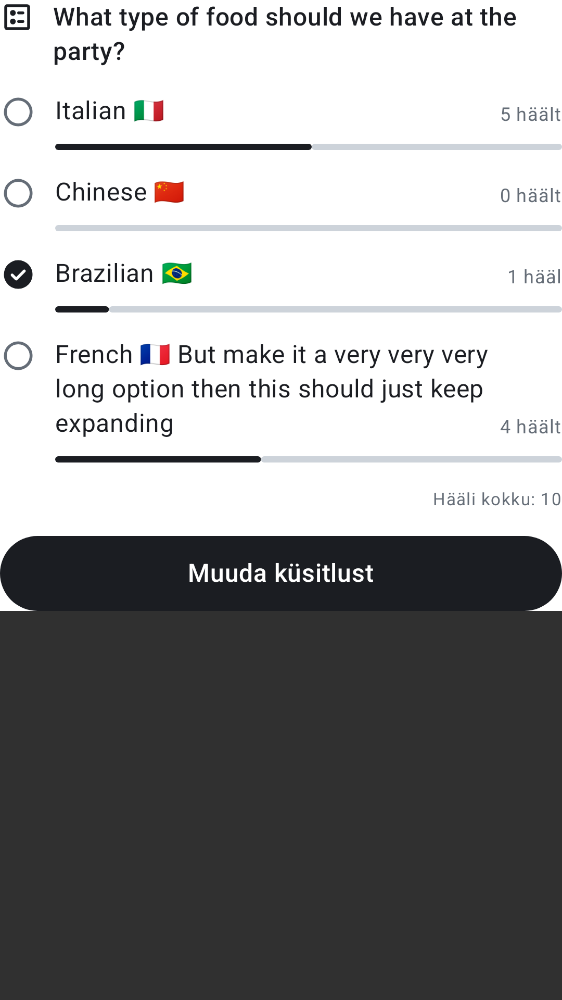 What type of food should we have at the
party?
Italian 🇮🇹
5 häält
Chinese 🇨🇳
0 häält
Brazilian 🇧🇷
1 hääl
French 🇫🇷 But make it a very very very
long option then this should just keep
expanding
4 häält
Hääli kokku: 10
Muuda küsitlust